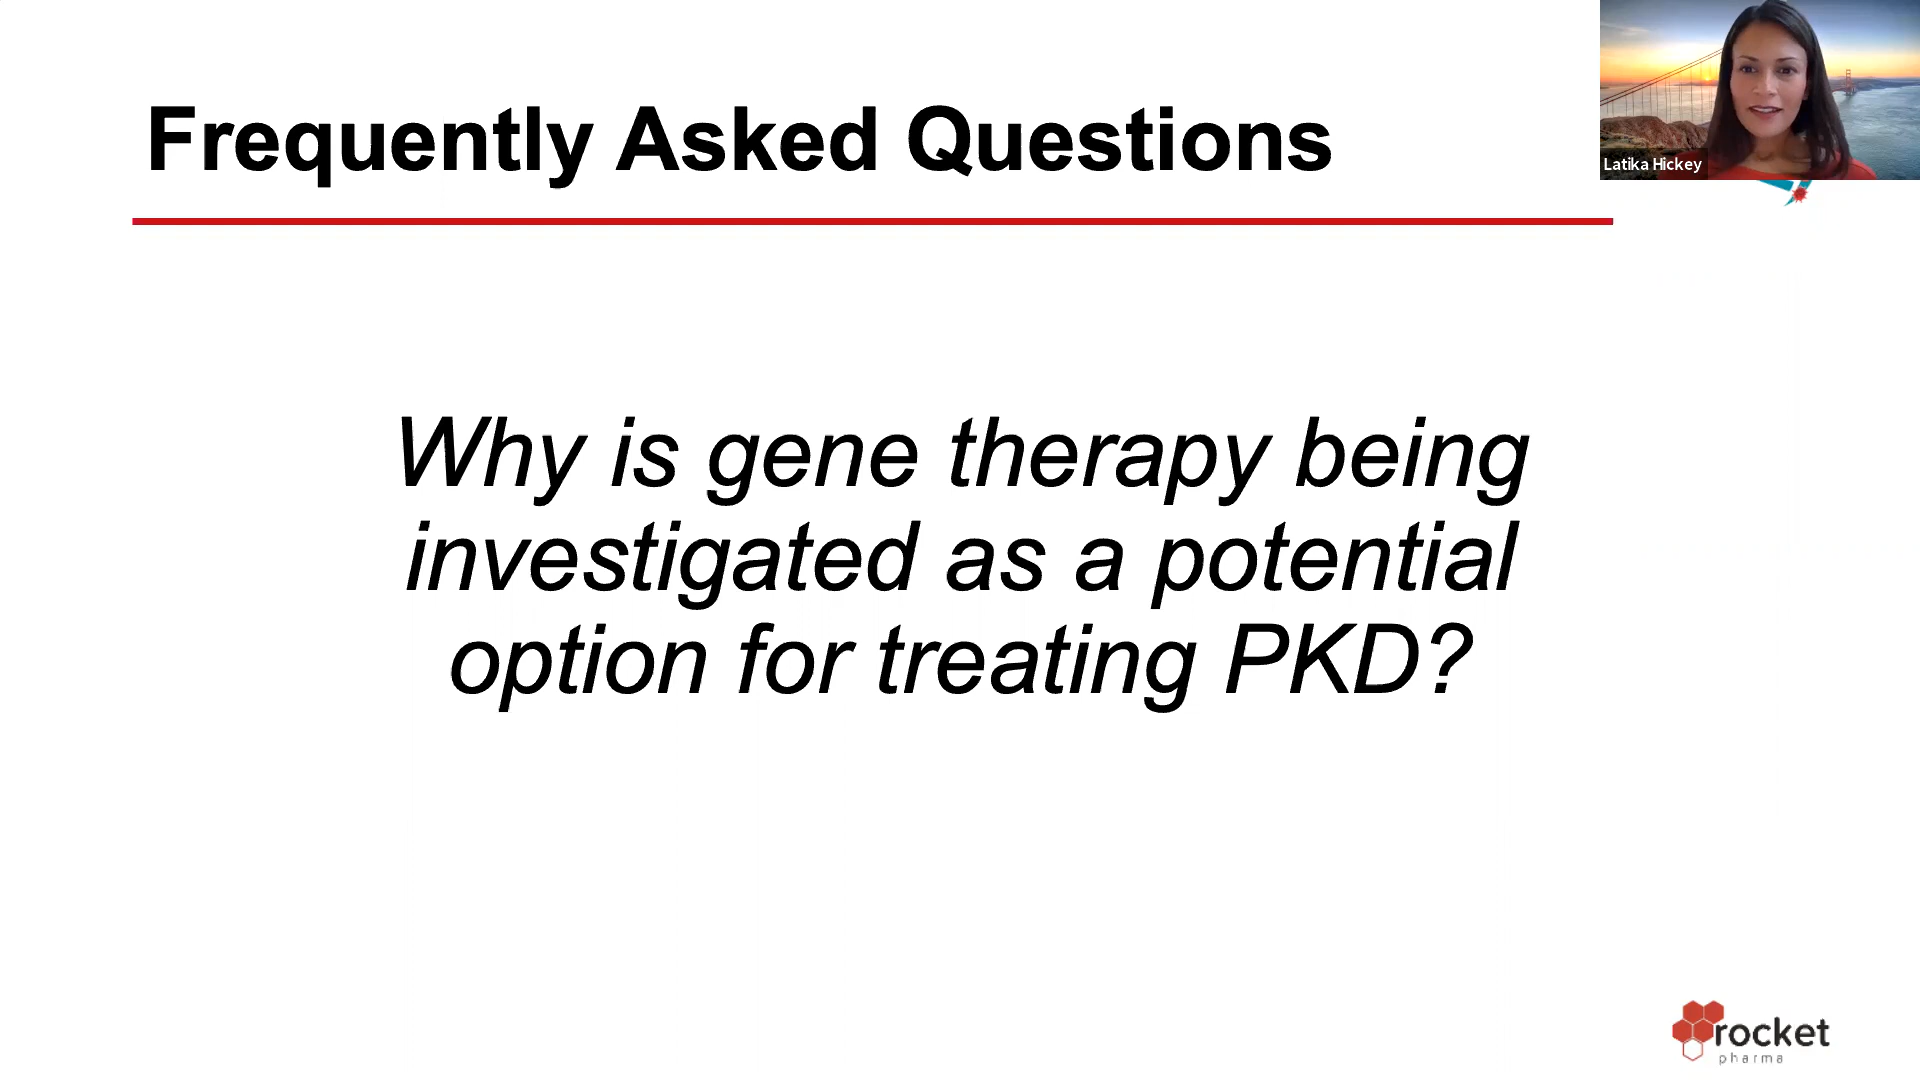 Frequently Asked Questions
Latika Hickey
Why is gene therapy being
investigated as a potential
option for treating PKD?
rocket
pharma